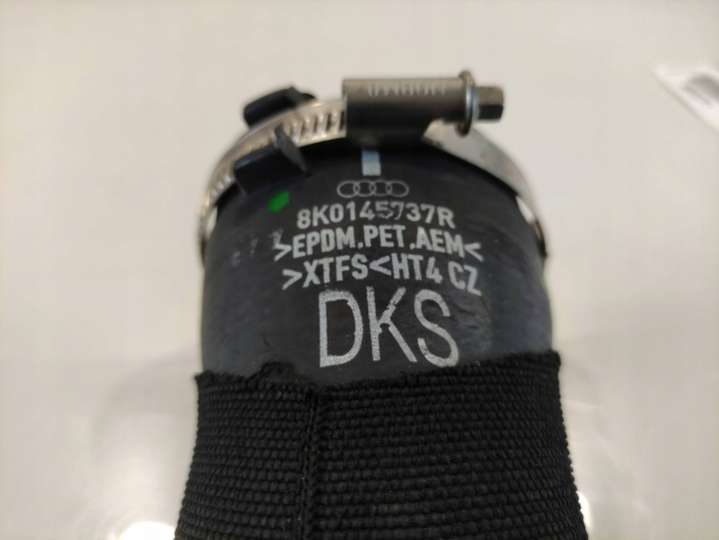 8K0145737R
>EPDM.PET.AEM<
>XTFS<HT4 CZ
DKS